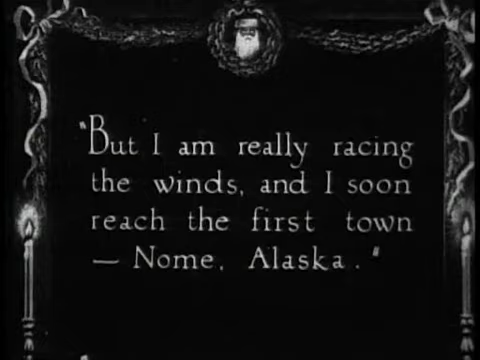 "But I am really racing
the winds, and I soon
reach the first town
— Nome, Alaska."